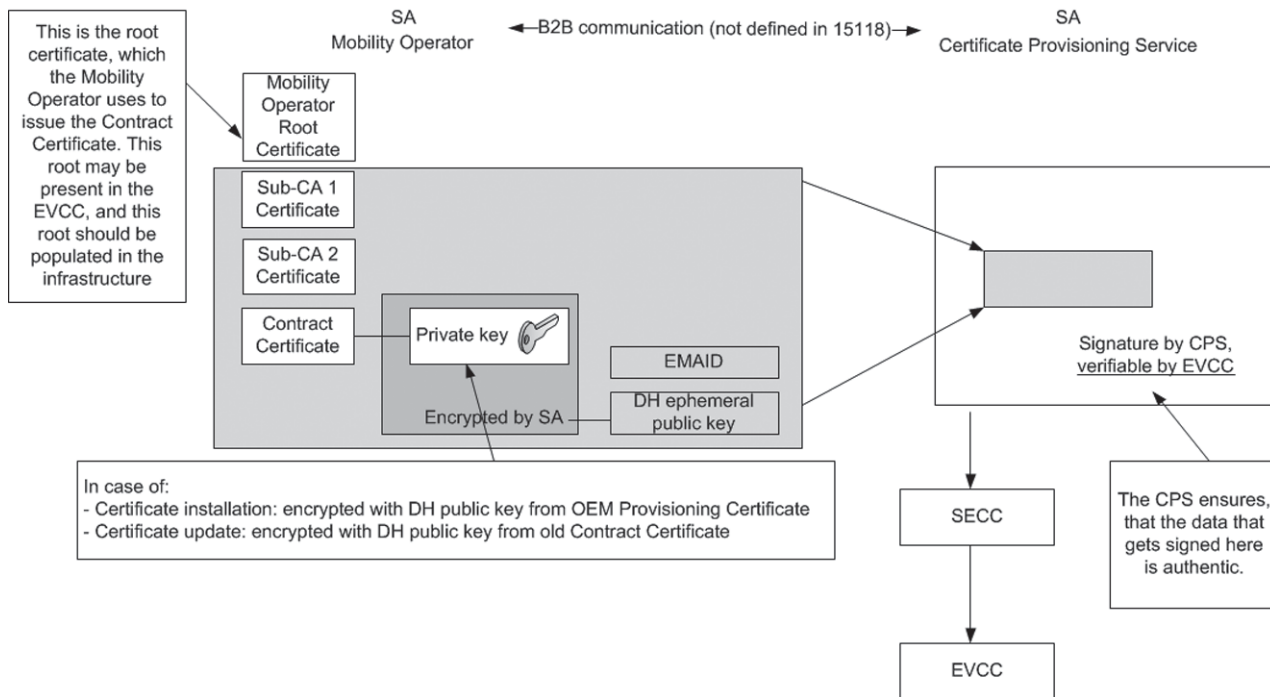 This is the root
certificate, which
the Mobility
Operator uses to
issue the Contract
Certificate. This
root may be
present in the
EVCC, and this
root should be
populated in the
infrastructure
SA
Mobility Operator
B2B communication (not defined in 15118)
SA
Certificate Provisioning Service
Mobility
Operator
Root
Certificate
Sub-CA 1
Certificate
Sub-CA 2
Certificate
Contract
Certificate
Private key
Encrypted by SA
EMAID
DH ephemeral
public key
Signature by CPS,
verifiable by EVCC
In case of:
- Certificate installation: encrypted with DH public key from OEM Provisioning Certificate
- Certificate update: encrypted with DH public key from old Contract Certificate
The CPS ensures,
that the data that
gets signed here
is authentic.
SECC
EVCC